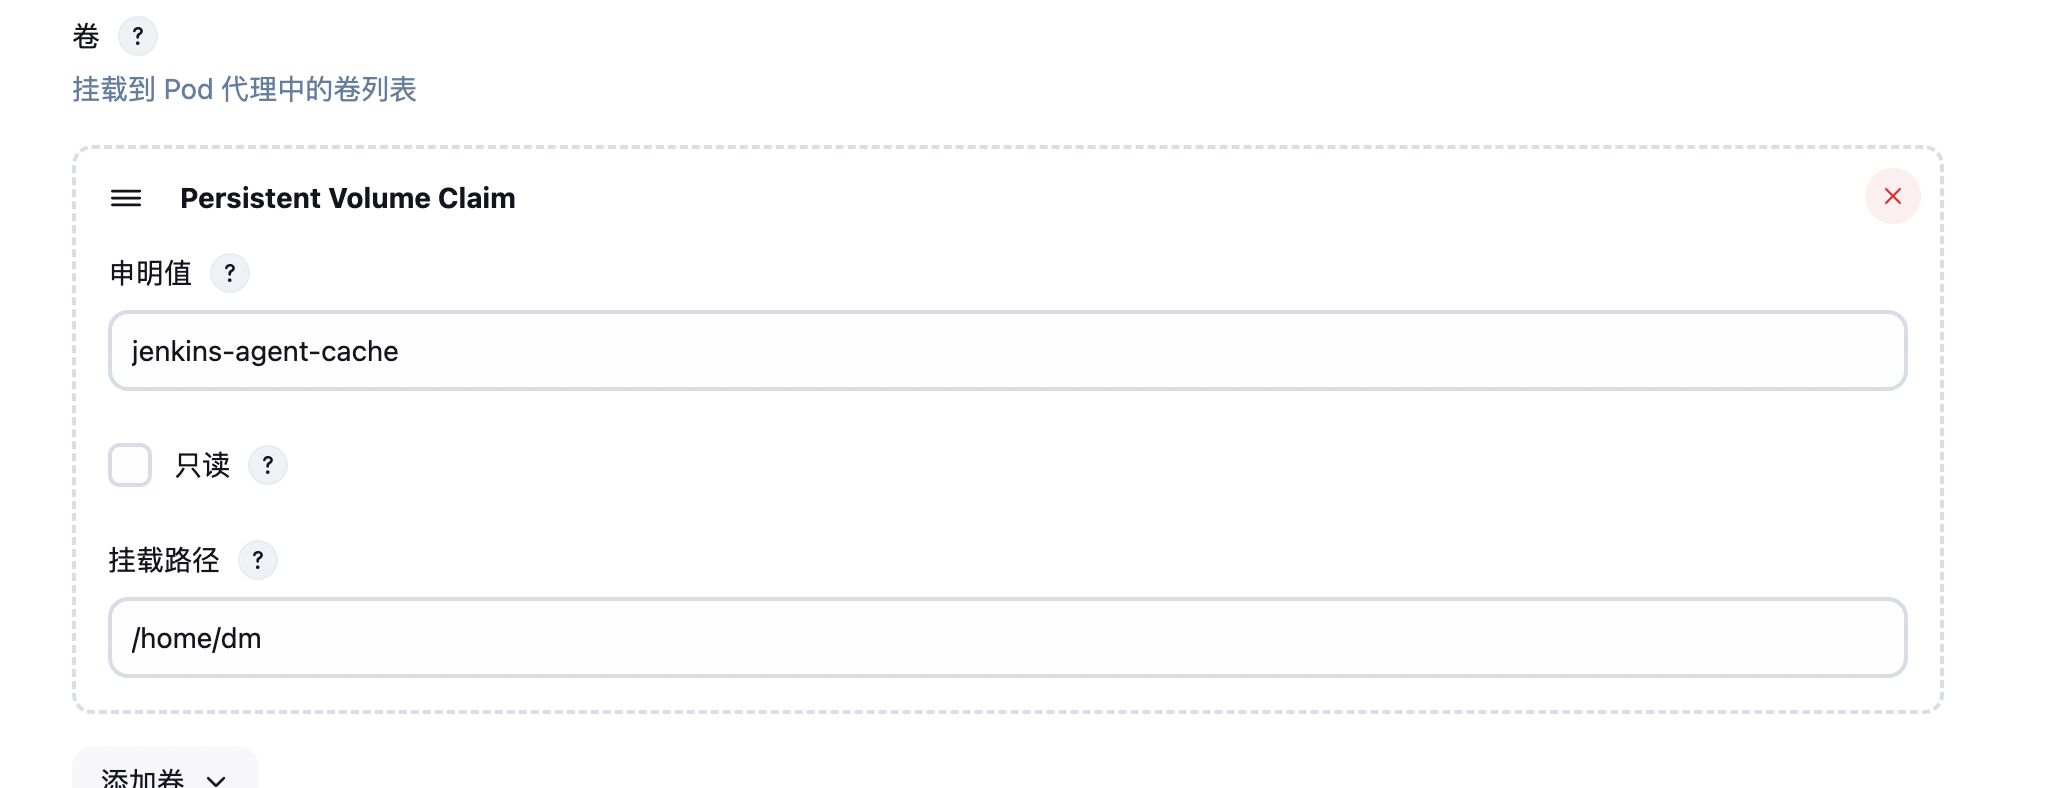 卷 ?
挂载到 Pod 代理中的卷列表
Persistent Volume Claim
申明值 ?
jenkins-agent-cache
只读 ?
挂载路径 ?
/home/dm
添加卷